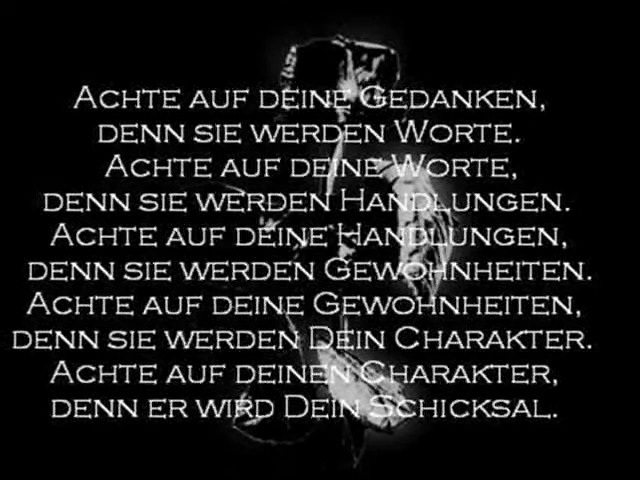 Achte auf deine Gedanken,
denn sie werden Worte.
Achte auf deine Worte,
denn sie werden Handlungen.
Achte auf deine Handlungen,
denn sie werden Gewohnheiten.
Achte auf deine Gewohnheiten,
denn sie werden Dein Charakter.
Achte auf deinen Charakter,
denn er wird Dein Schicksal.